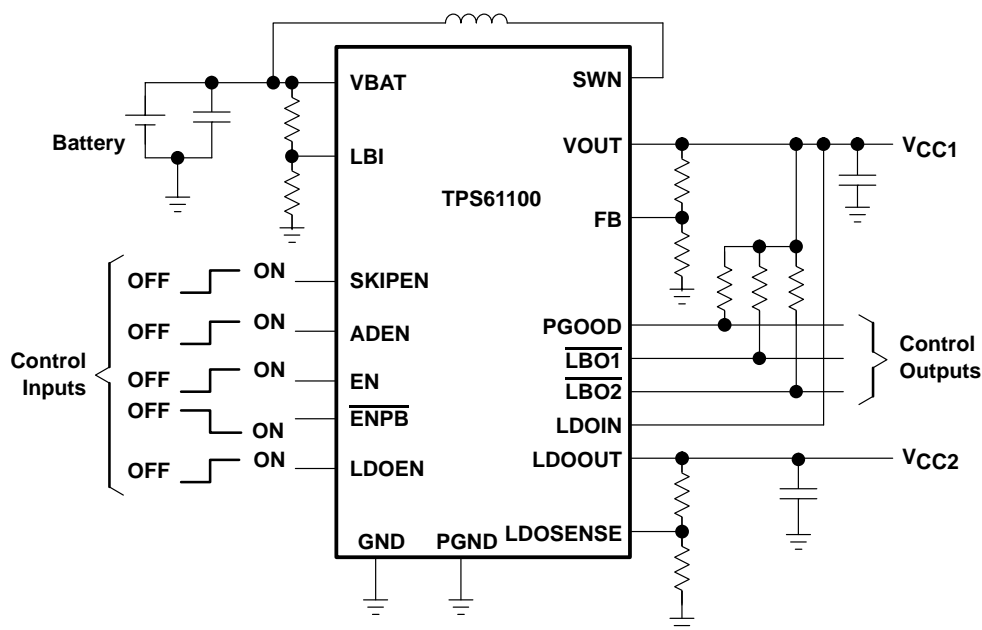 VBAT
SWN
Battery
LBI
VOUT
VCC1
TPS61100
FB
OFF ON SKIPEN
OFF ON ADEN
PGOOD
Control
Inputs
LBO1
Control
Outputs
OFF ON EN
LBO2
OFF ON ENPB
LDOIN
OFF ON LDOEN
LDOOUT
VCC2
LDOSENSE
GND PGND